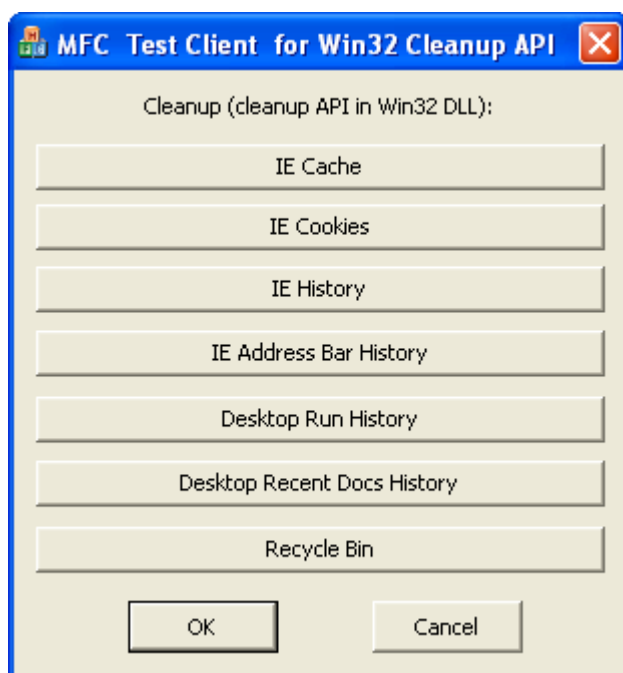 MFC Test Client for Win32 Cleanup API
Cleanup (cleanup API in Win32 DLL):
IE Cache
IE Cookies
IE History
IE Address Bar History
Desktop Run History
Desktop Recent Docs History
Recycle Bin
OK Cancel